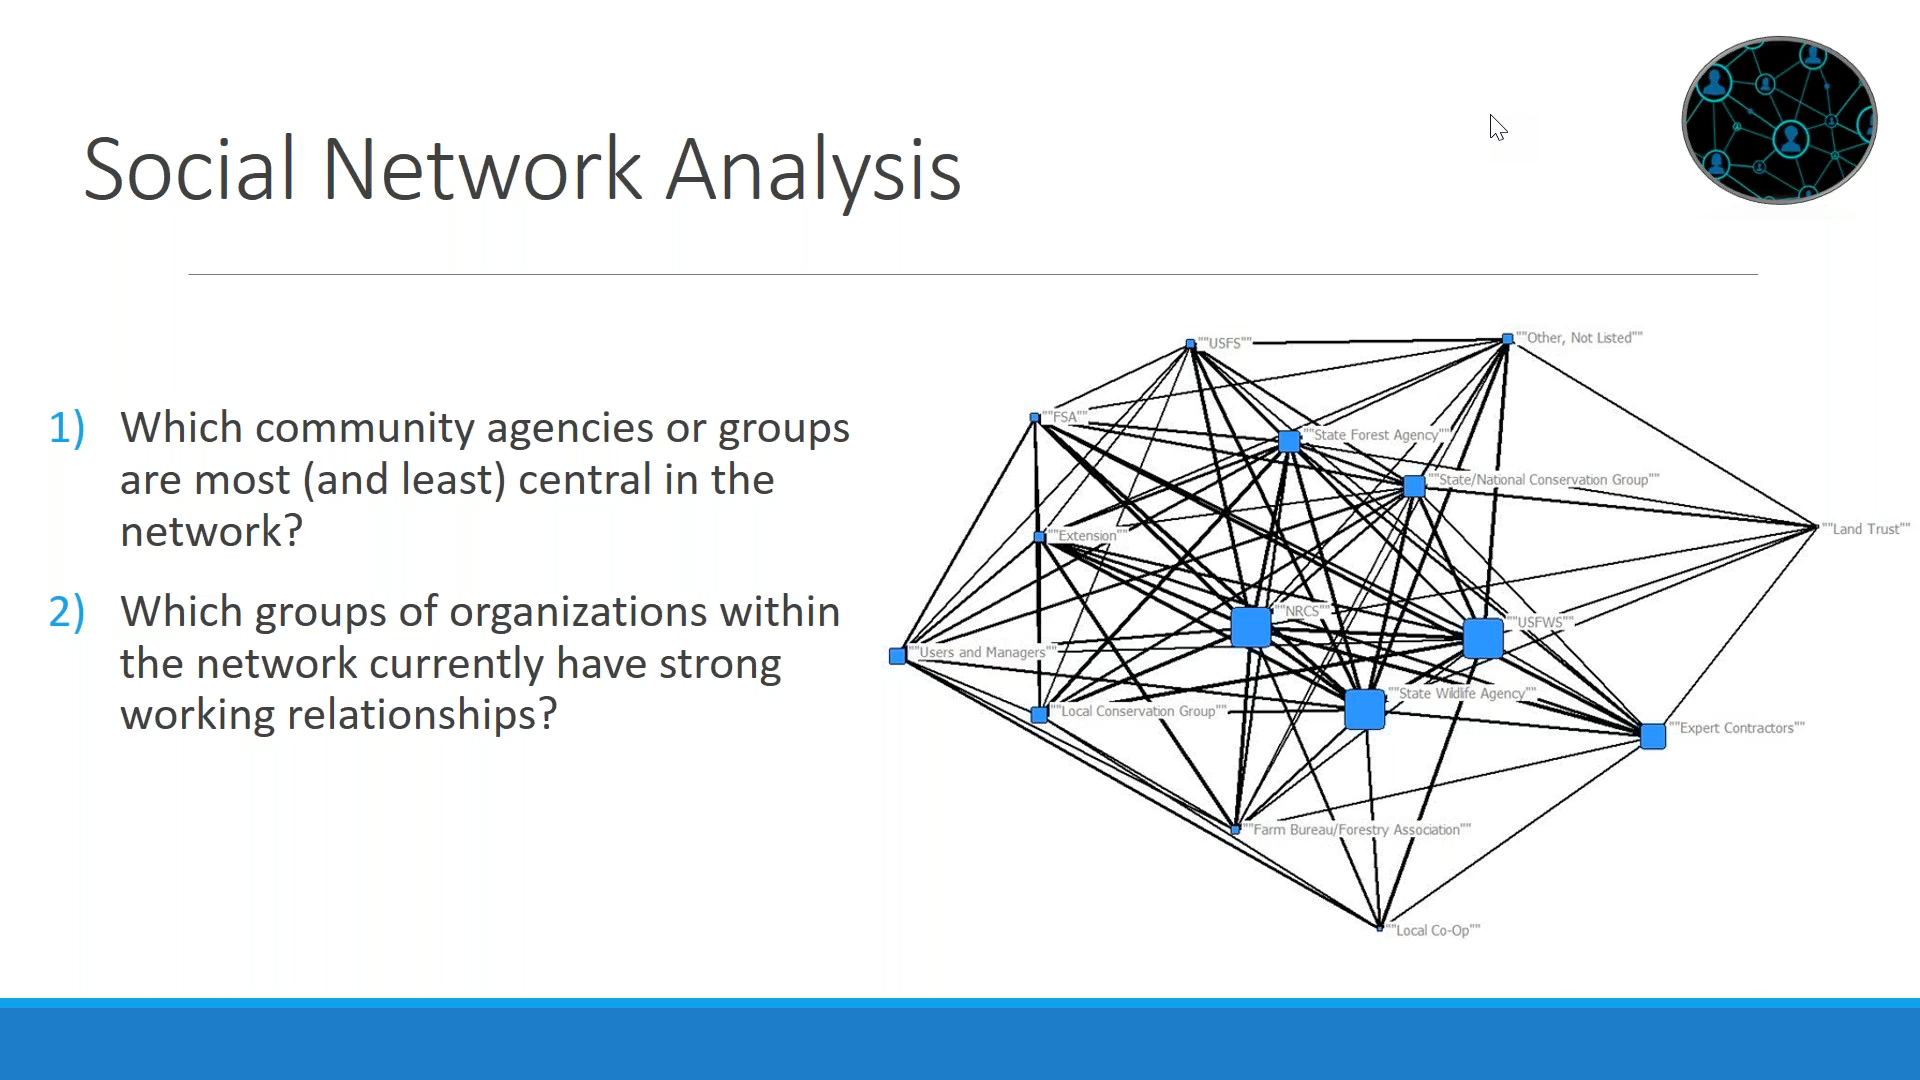 Social Network Analysis
1) Which community agencies or groups
are most (and least) central in the
network?
2) Which groups of organizations within
the network currently have strong
working relationships?
""USFS""
""Other, Not Listed""
""FSA""
""State Forest Agency""
""State/National Conservation Group""
""Land Trust""
""Extension""
""NRCS""
""USFWS""
""Users and Managers""
""State Wildlife Agency""
""Local Conservation Group""
""Expert Contractors""
""Farm Bureau/Forestry Association""
""Local Co-Op""